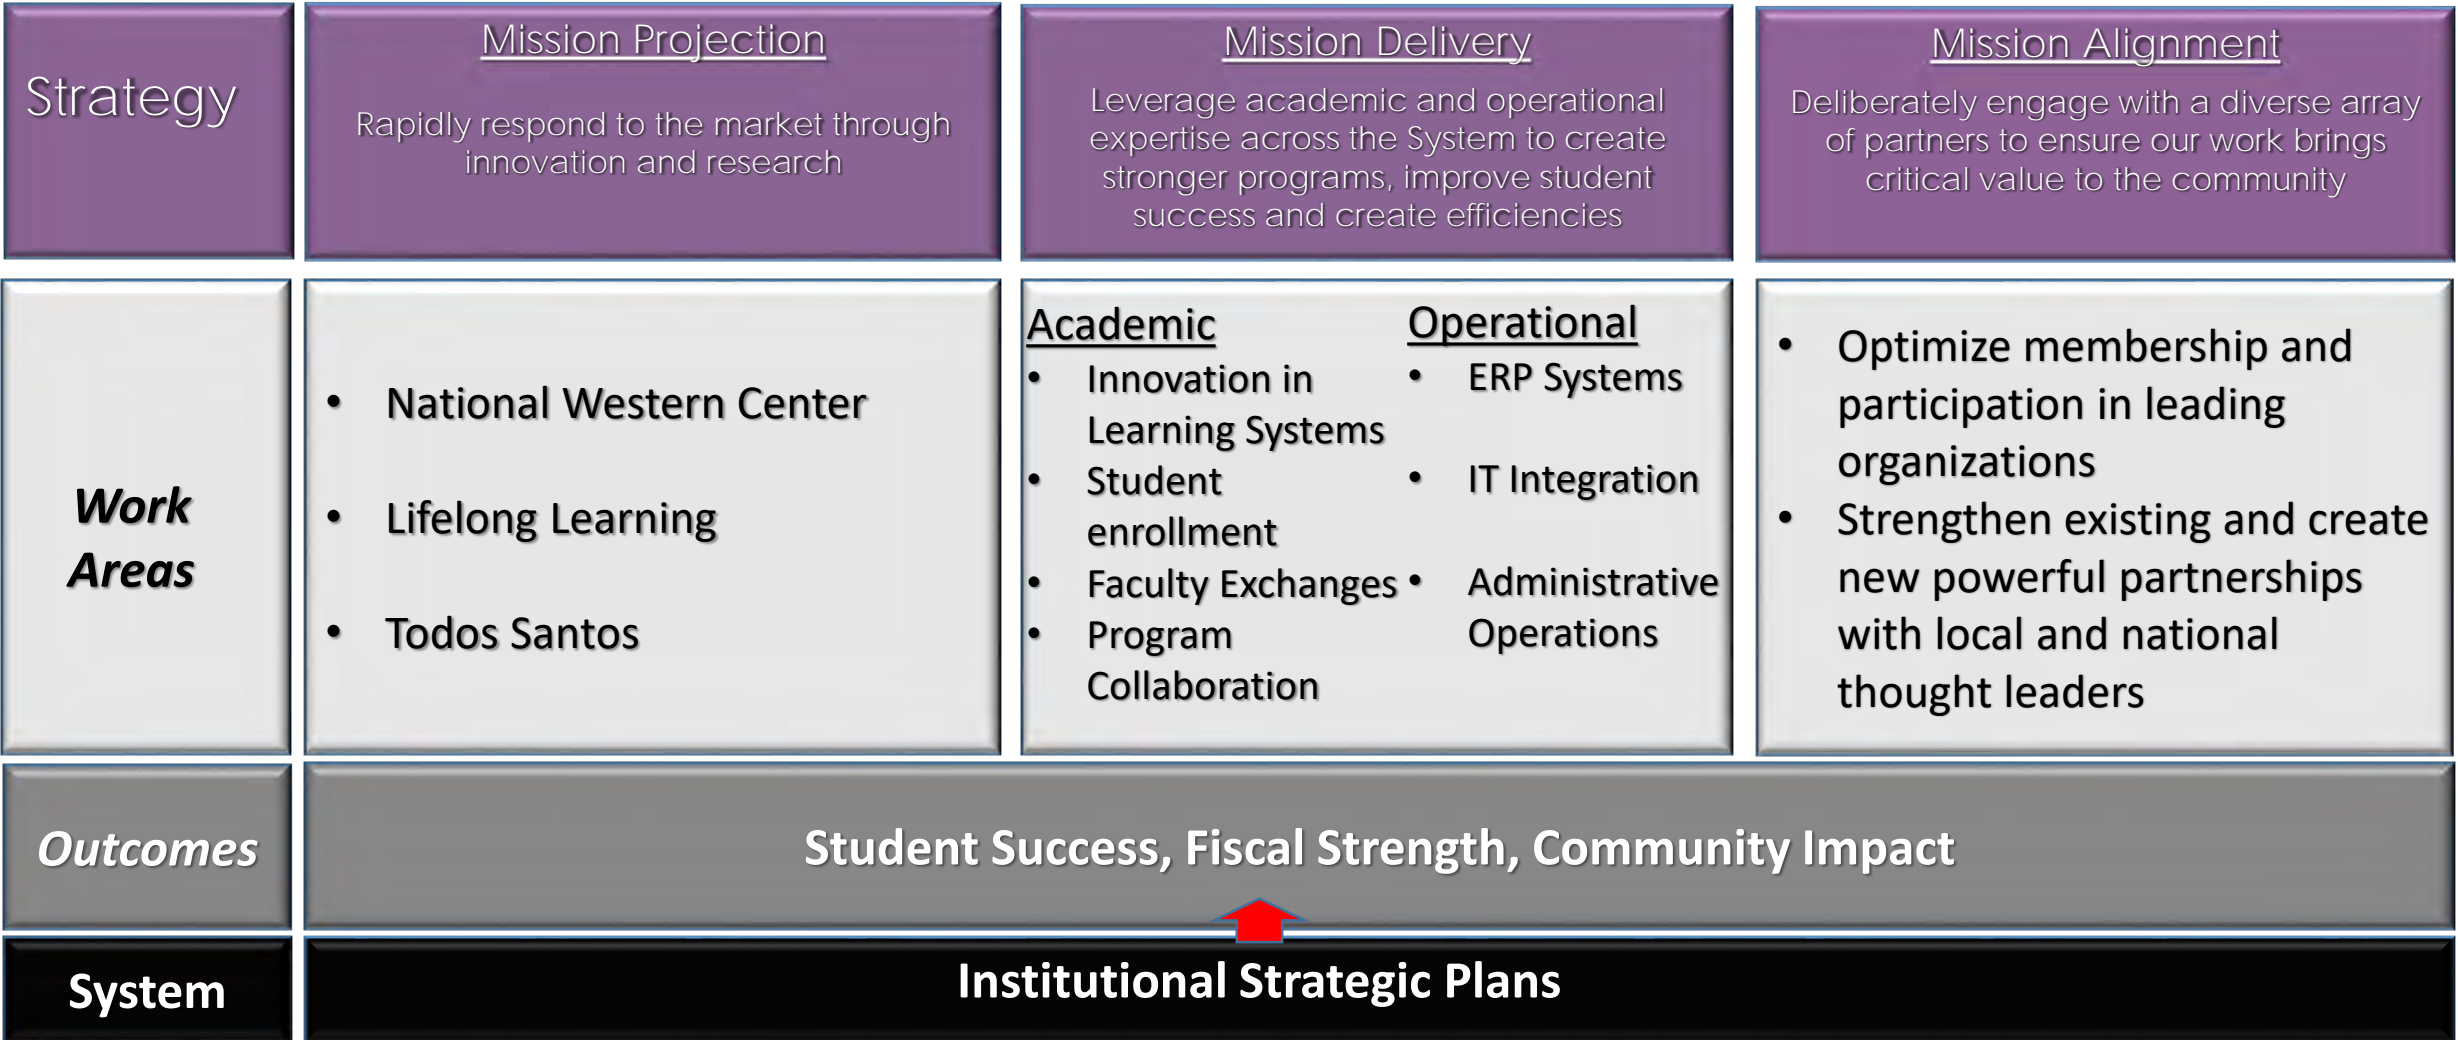 Strategy
Mission Projection
Rapidly respond to the market through
innovation and research
Mission Delivery
Leverage academic and operational
expertise across the System to create
stronger programs, improve student
success and create efficiencies
Mission Alignment
Deliberately engage with a diverse array
of partners to ensure our work brings
critical value to the community
Work
Areas
• National Western Center
• Lifelong Learning
• Todos Santos
Academic
• Innovation in
Learning Systems
• Student
enrollment
• Faculty Exchanges
• Program
Collaboration
Operational
• ERP Systems
• IT Integration
• Administrative
Operations
• Optimize membership and
participation in leading
organizations
• Strengthen existing and create
new powerful partnerships
with local and national
thought leaders
Outcomes
Student Success, Fiscal Strength, Community Impact
System
Institutional Strategic Plans